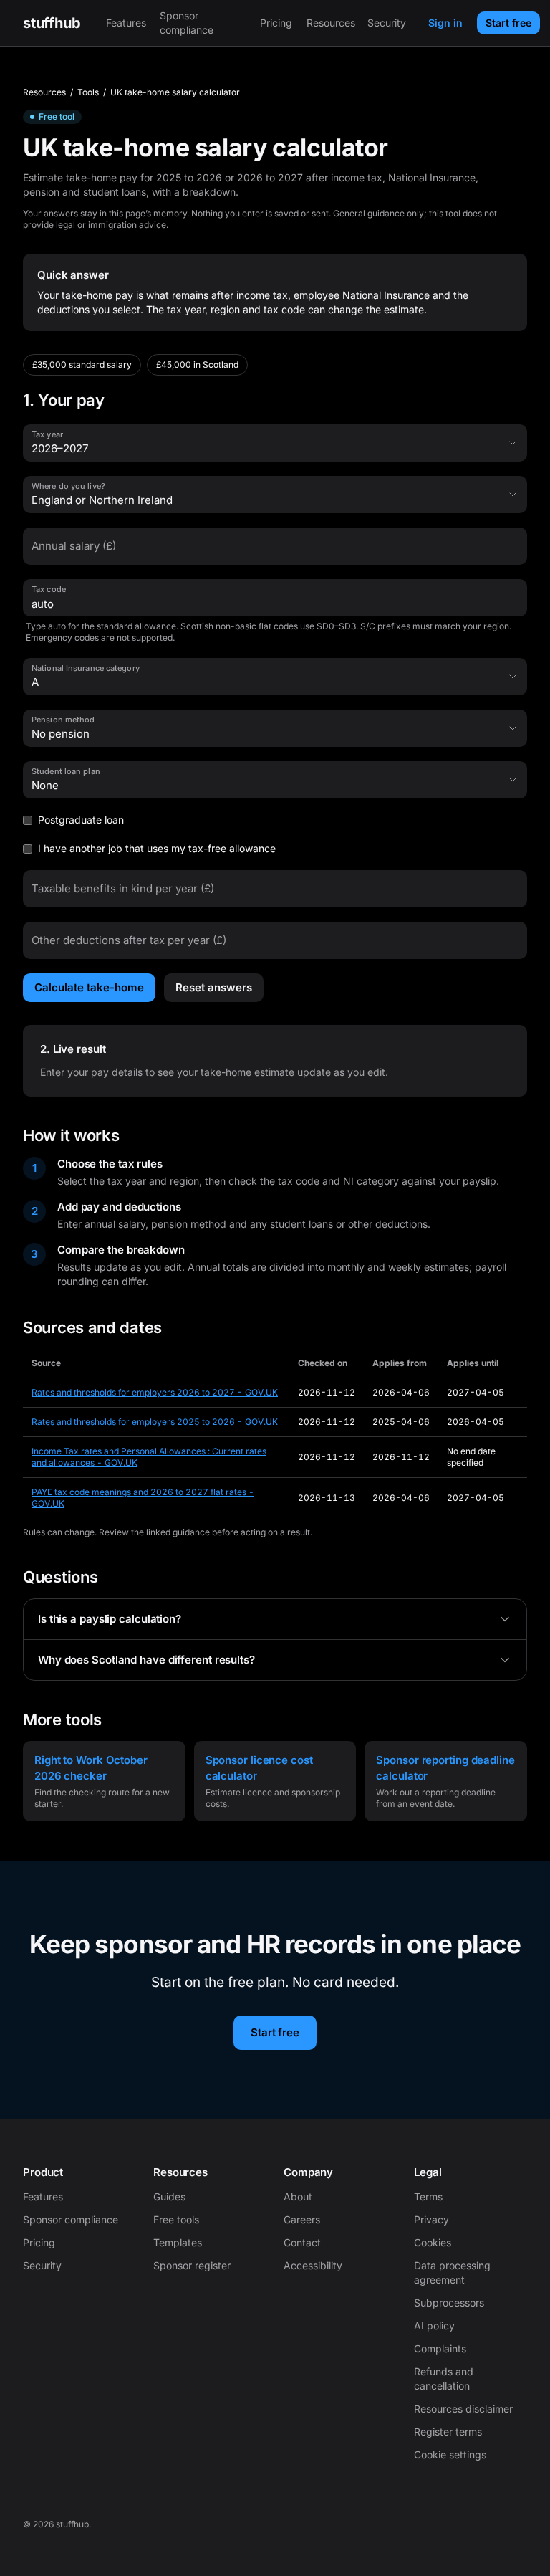 stuffhub
Features
Sponsor
compliance
Pricing
Resources
Security
Sign in
Start free
Resources / Tools / UK take-home salary calculator
Free tool
UK take-home salary calculator
Estimate take-home pay for 2025 to 2026 or 2026 to 2027 after income tax, National Insurance,
pension and student loans, with a breakdown.
Your answers stay in this page's memory. Nothing you enter is saved or sent. General guidance only; this tool does not
provide legal or immigration advice.
Quick answer
Your take-home pay is what remains after income tax, employee National Insurance and the
deductions you select. The tax year, region and tax code can change the estimate.
£35,000 standard salary
£45,000 in Scotland
1. Your pay
Tax year
2026–2027
Where do you live?
England or Northern Ireland
Annual salary (£)
Tax code
auto
Type auto for the standard allowance. Scottish non-basic flat codes use SD0–SD3. S/C prefixes must match your region.
Emergency codes are not supported.
National Insurance category
A
Pension method
No pension
Student loan plan
None
Postgraduate loan
I have another job that uses my tax-free allowance
Taxable benefits in kind per year (£)
Other deductions after tax per year (£)
Calculate take-home
Reset answers
2. Live result
Enter your pay details to see your take-home estimate update as you edit.
How it works
1
Choose the tax rules
Select the tax year and region, then check the tax code and NI category against your payslip.
2
Add pay and deductions
Enter annual salary, pension method and any student loans or other deductions.
3
Compare the breakdown
Results update as you edit. Annual totals are divided into monthly and weekly estimates; payroll
rounding can differ.
Sources and dates
Source Checked on Applies from Applies until
Rates and thresholds for employers 2026 to 2027 - GOV.UK 2026-11-12 2026-04-06 2027-04-05
Rates and thresholds for employers 2025 to 2026 - GOV.UK 2026-11-12 2025-04-06 2026-04-05
Income Tax rates and Personal Allowances : Current rates
and allowances - GOV.UK
2026-11-12 2026-11-12
No end date
specified
PAYE tax code meanings and 2026 to 2027 flat rates -
GOV.UK
2026-11-13 2026-04-06 2027-04-05
Rules can change. Review the linked guidance before acting on a result.
Questions
Is this a payslip calculation?
Why does Scotland have different results?
More tools
Right to Work October
2026 checker
Find the checking route for a new
starter.
Sponsor licence cost
calculator
Estimate licence and sponsorship
costs.
Sponsor reporting deadline
calculator
Work out a reporting deadline
from an event date.
Keep sponsor and HR records in one place
Start on the free plan. No card needed.
Start free
Product
Features
Sponsor compliance
Pricing
Security
Resources
Guides
Free tools
Templates
Sponsor register
Company
About
Careers
Contact
Accessibility
Legal
Terms
Privacy
Cookies
Data processing
agreement
Subprocessors
AI policy
Complaints
Refunds and
cancellation
Resources disclaimer
Register terms
Cookie settings
© 2026 stuffhub.